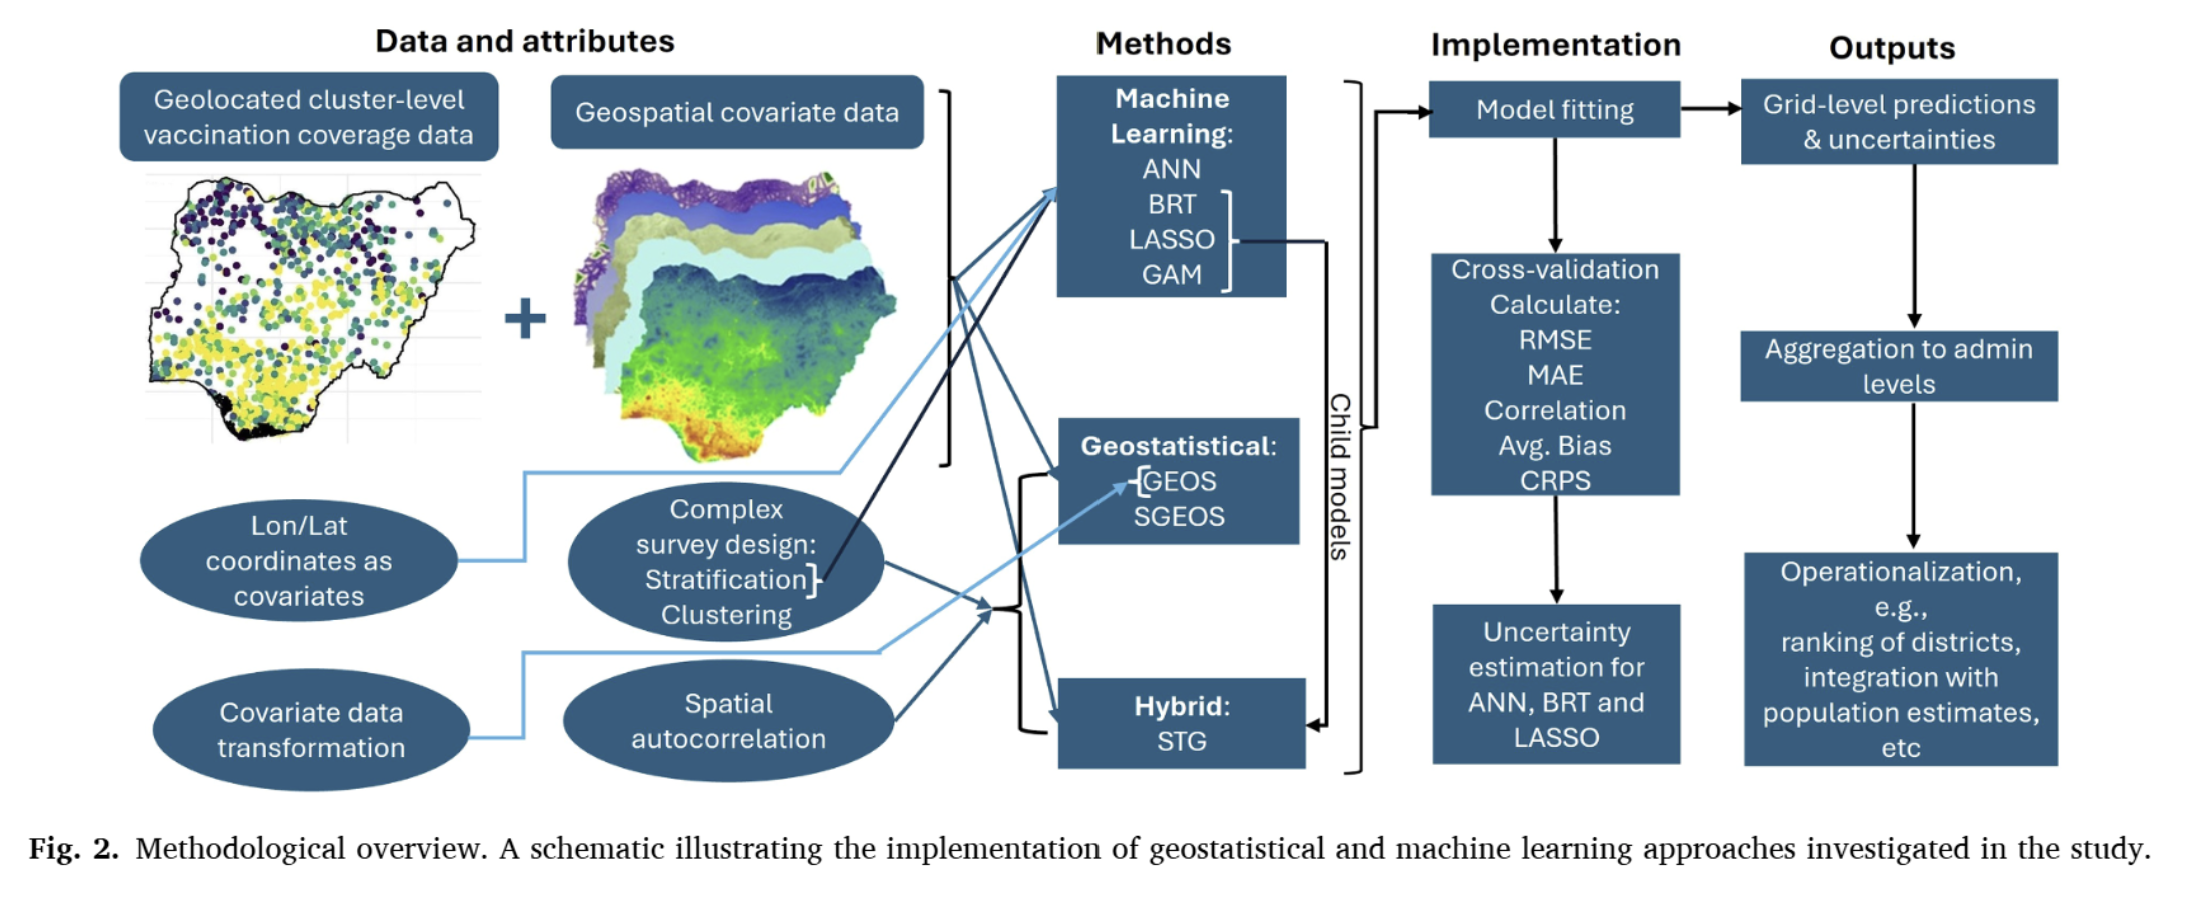 Data and attributes
Geolocated cluster-level
vaccination coverage data
Geospatial covariate data
+
Lon/Lat
coordinates as
covariates
Complex
survey design:
Stratification
Clustering
Covariate data
transformation
Spatial
autocorrelation
Methods
Machine
Learning:
ANN
BRT
LASSO
GAM
Geostatistical:
GEOS
SGEOS
Hybrid:
STG
Child models
Implementation
Model fitting
Cross-validation
Calculate:
RMSE
MAE
Correlation
Avg. Bias
CRPS
Uncertainty
estimation for
ANN, BRT and
LASSO
Outputs
Grid-level predictions
& uncertainties
Aggregation to admin
levels
Operationalization,
e.g.,
ranking of districts,
integration with
population estimates,
etc
Fig. 2. Methodological overview. A schematic illustrating the implementation of geostatistical and machine learning approaches investigated in the study.